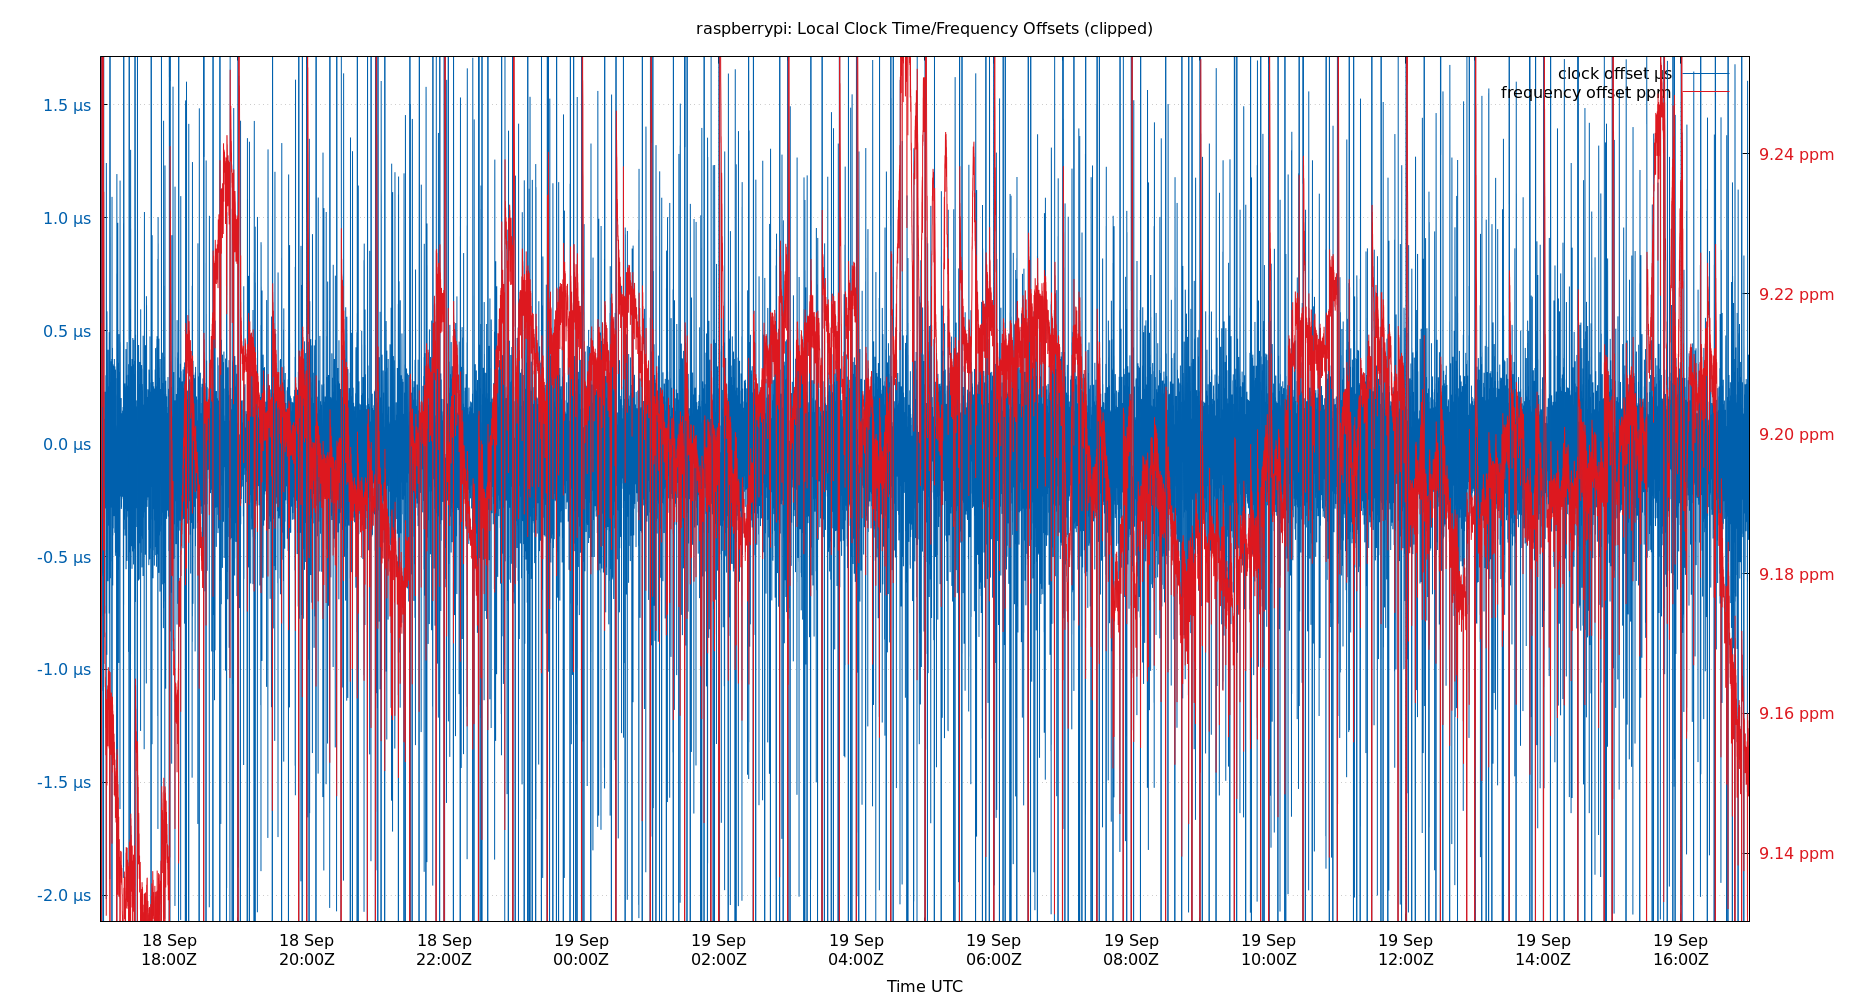 raspberrypi: Local Clock Time/Frequency Offsets (clipped)
clock offset µs
frequency offset ppm
1.5 µs
1.0 µs
0.5 µs
0.0 µs
-0.5 µs
-1.0 µs
-1.5 µs
-2.0 µs
9.24 ppm
9.22 ppm
9.20 ppm
9.18 ppm
9.16 ppm
9.14 ppm
18 Sep 18 Sep 18 Sep 19 Sep 19 Sep 19 Sep 19 Sep 19 Sep 19 Sep 19 Sep 19 Sep 19 Sep
18:00Z 20:00Z 22:00Z 00:00Z 02:00Z 04:00Z 06:00Z 08:00Z 10:00Z 12:00Z 14:00Z 16:00Z
Time UTC